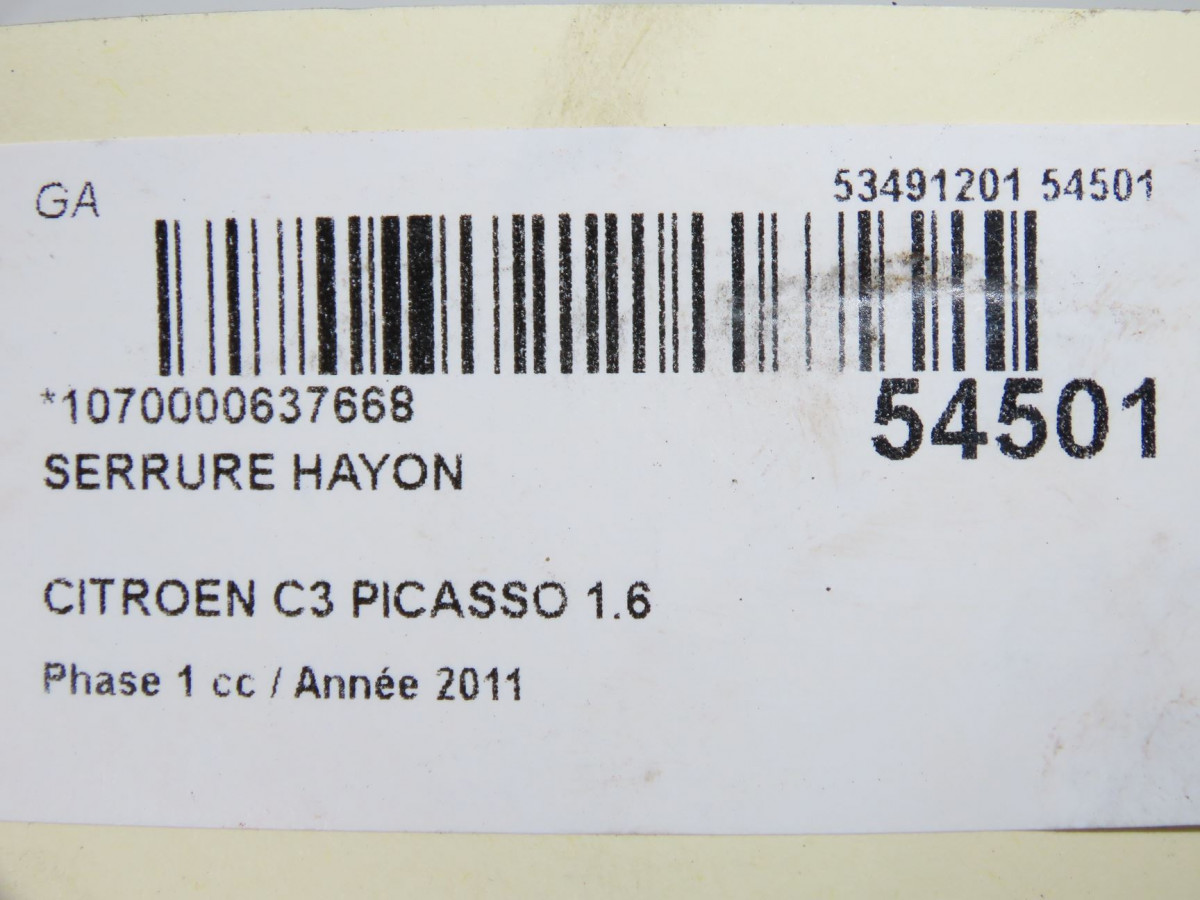 GA
53491201 54501
*1070000637668
54501
SERRURE HAYON
CITROEN C3 PICASSO 1.6
Phase 1 cc / Année 2011